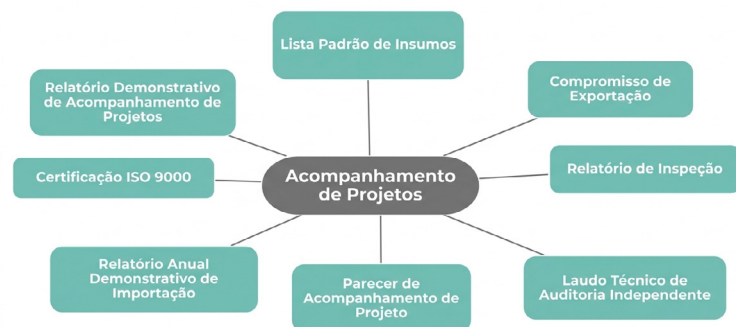 Lista Padrão de Insumos
Relatório Demonstrativo
de Acompanhamento de
Projetos
Compromisso de
Exportação
Certificação ISO 9000
Acompanhamento
de Projetos
Relatório de Inspeção
Relatório Anual
Demonstrativo de
Importação
Parecer de
Acompanhamento de
Projeto
Laudo Técnico de
Auditoria Independente